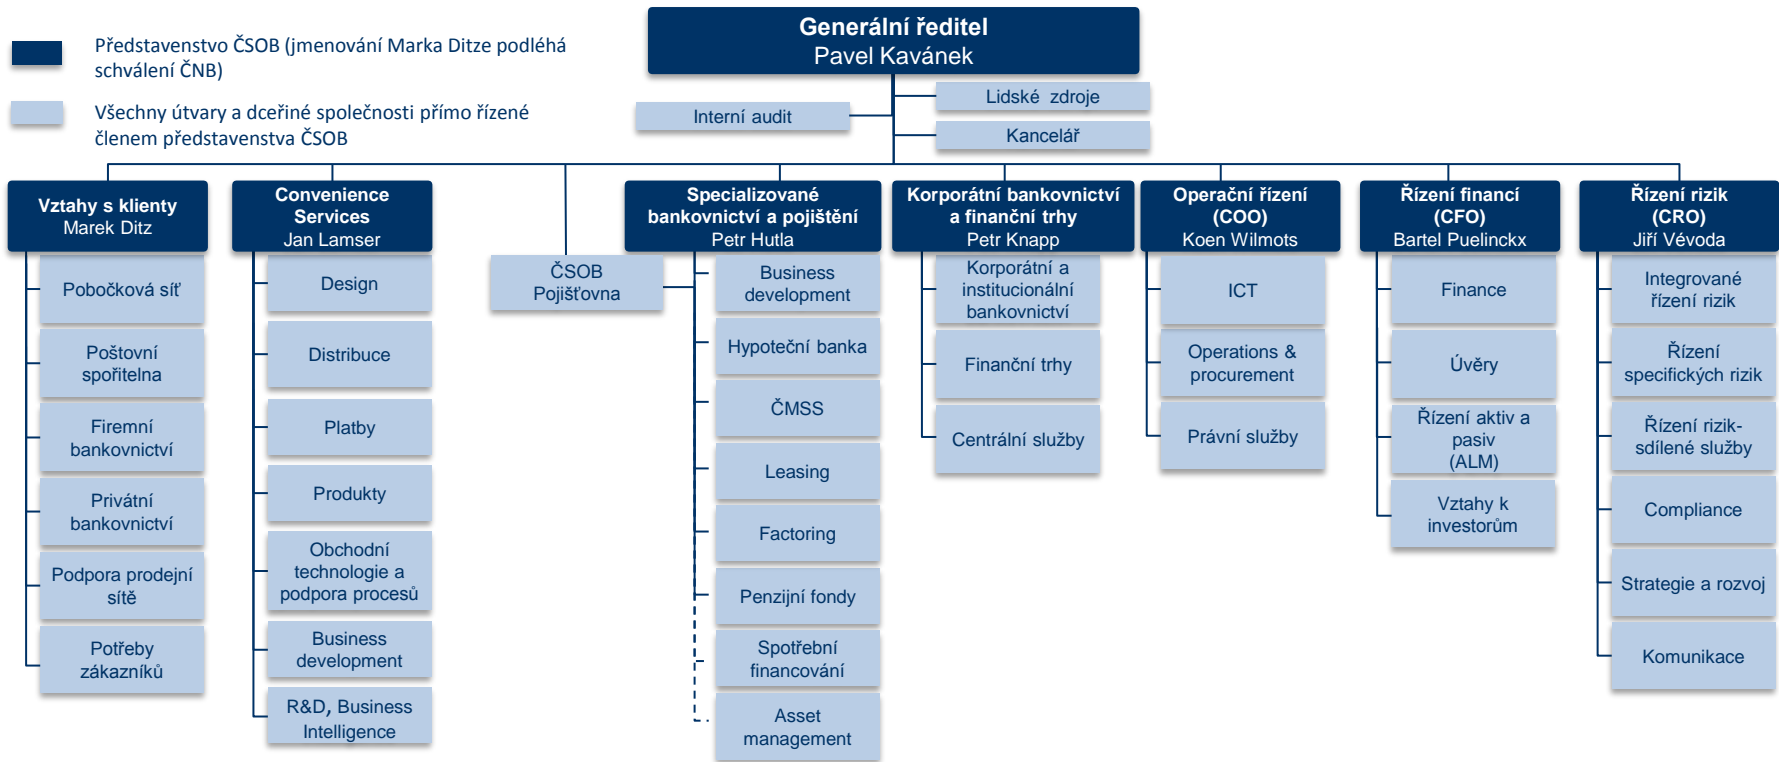 Generální ředitel
Pavel Kavánek
Představenstvo ČSOB (jmenování Marka Ditze podléhá
schválení ČNB)
Všechny útvary a dceřiné společnosti přímo řízené
členem představenstva ČSOB
Interní audit
Lidské zdroje
Kancelář
Vztahy s klienty
Marek Ditz
Pobočková síť
Poštovní
spořitelna
Firemní
bankovnictví
Privátní
bankovnictví
Podpora prodejní
sítě
Potřeby
zákazníků
Convenience
Services
Jan Lamser
Design
Distribuce
Platby
Produkty
Obchodní
technologie a
podpora procesů
Business
development
R&D, Business
Intelligence
ČSOB
Pojišťovna
Specializované
bankovnictví a pojištění
Petr Hutla
Business
development
Hypoteční banka
ČMSS
Leasing
Factoring
Penzijní fondy
Spotřební
financování
Asset
management
Korporátní bankovnictví
a finanční trhy
Petr Knapp
Korporátní a
institucionální
bankovnictví
Finanční trhy
Centrální služby
Operační řízení
(COO)
Koen Wilmots
ICT
Operations &
procurement
Právní služby
Řízení financí
(CFO)
Bartel Puelinckx
Finance
Úvěry
Řízení aktiv a
pasiv
(ALM)
Vztahy k
investorům
Řízení rizik
(CRO)
Jiří Vévoda
Integrované
řízení rizik
Řízení
specifických rizik
Řízení rizik-
sdílené služby
Compliance
Strategie a rozvoj
Komunikace